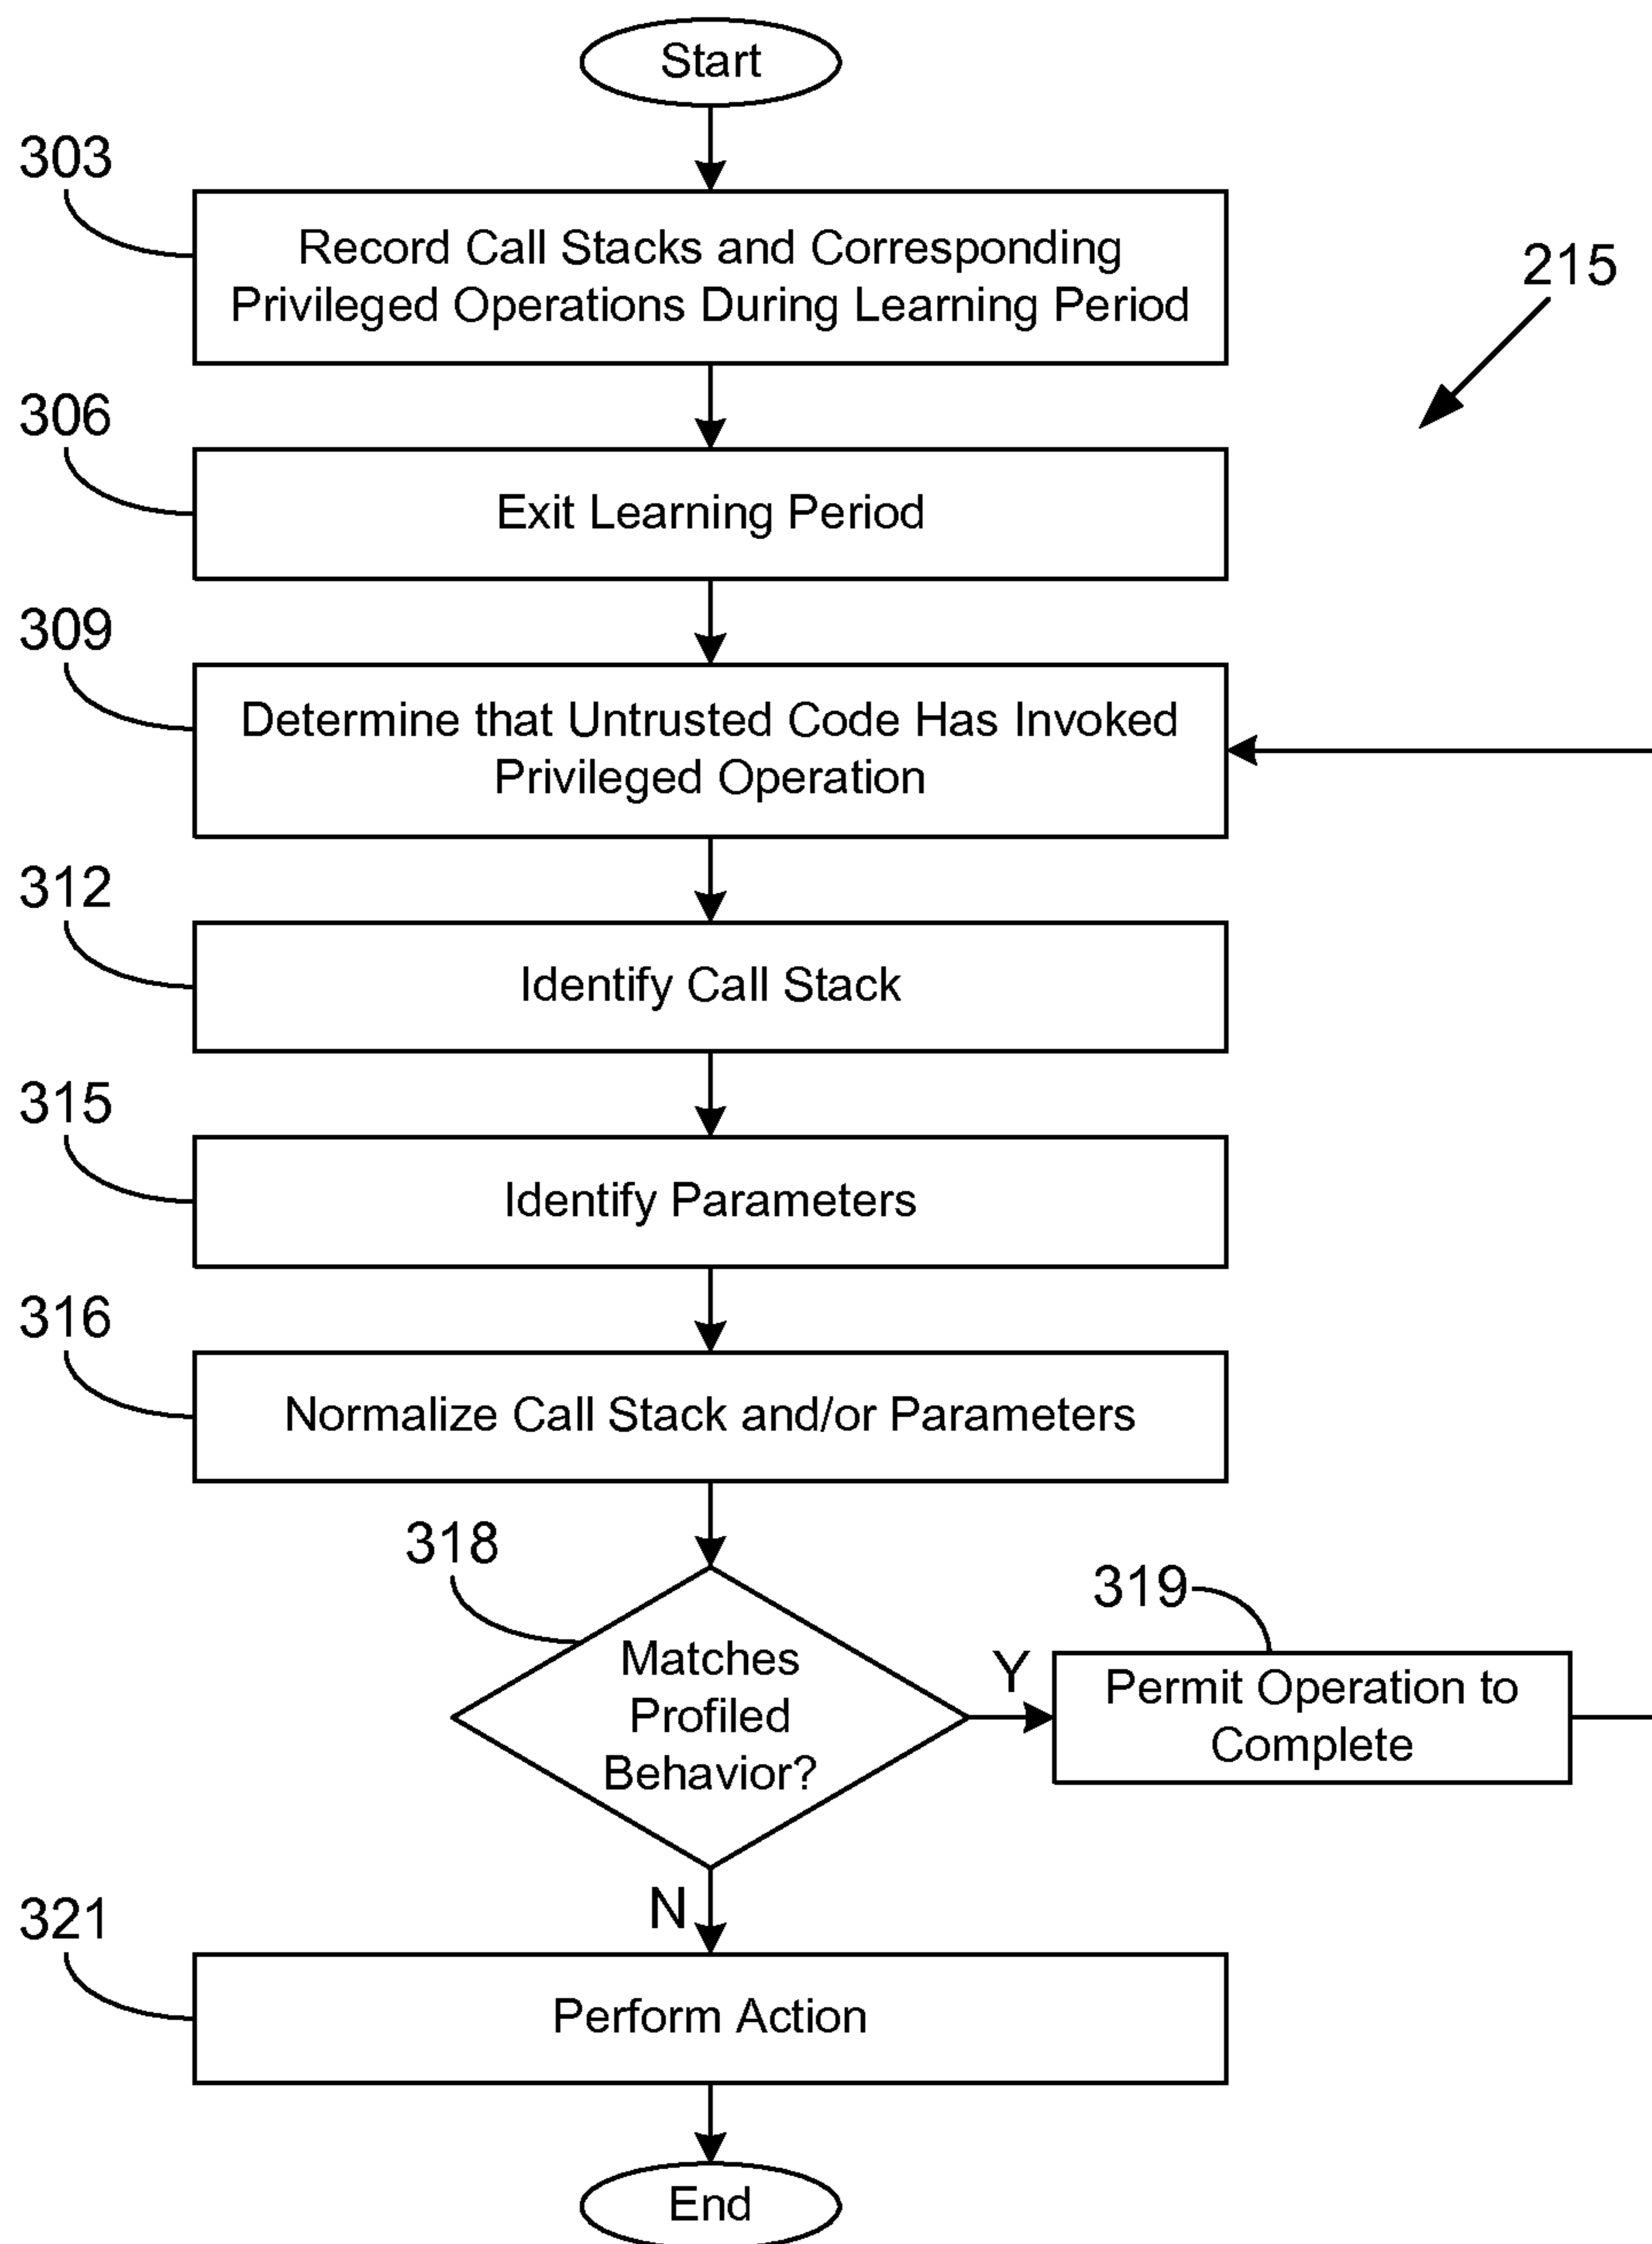 Start
303
Record Call Stacks and Corresponding
Privileged Operations During Learning Period
215
306
Exit Learning Period
309
Determine that Untrusted Code Has Invoked
Privileged Operation
312
Identify Call Stack
315
Identify Parameters
316
Normalize Call Stack and/or Parameters
318
Matches
Profiled
Behavior?
Y
319
Permit Operation to
Complete
N
321
Perform Action
End